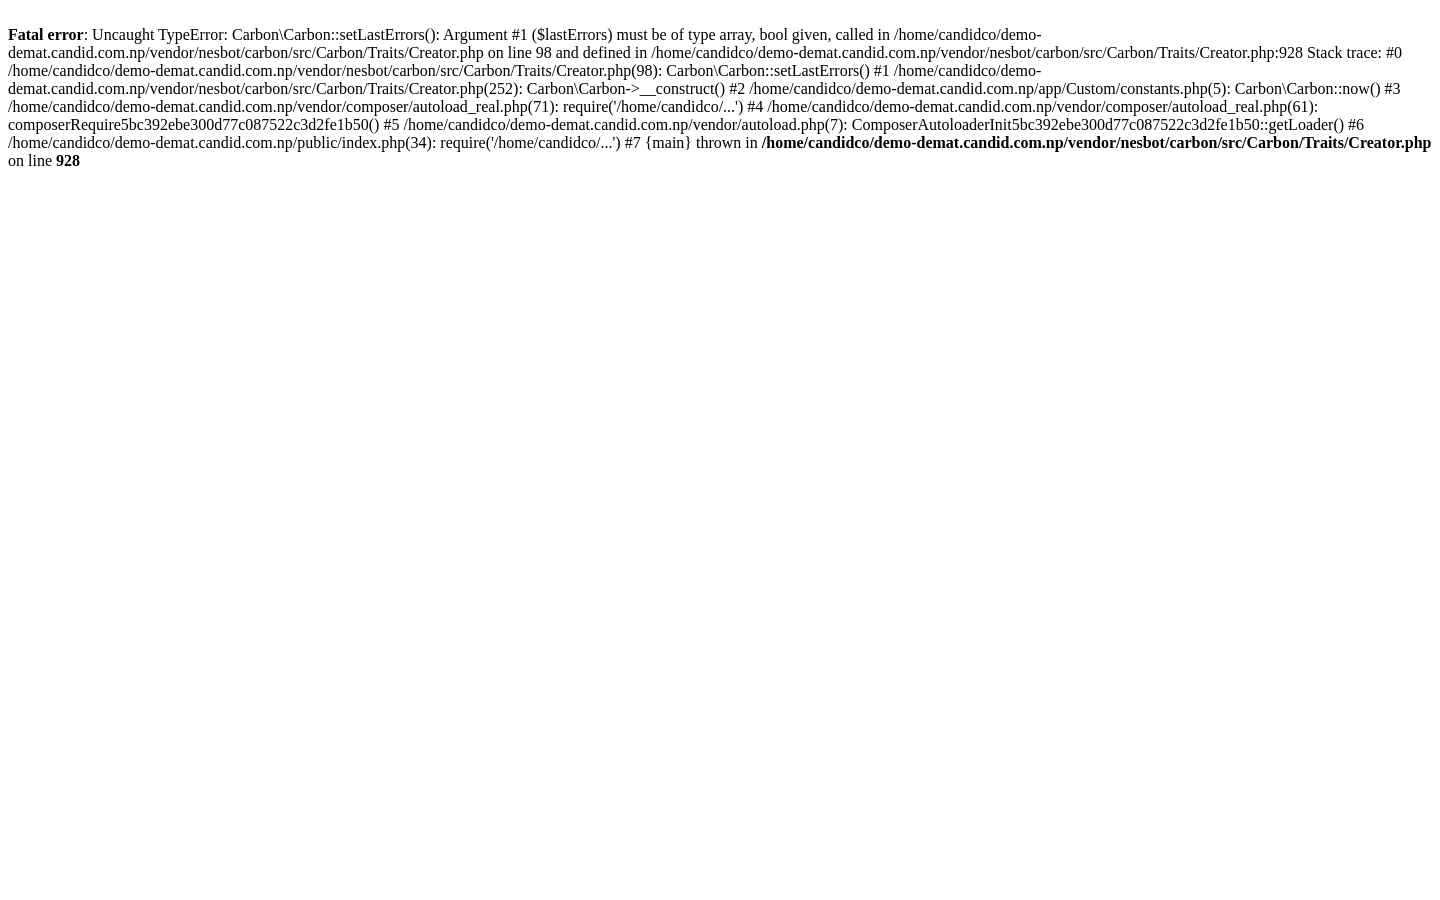 Fatal error: Uncaught TypeError: Carbon\Carbon::setLastErrors(): Argument #1 ($lastErrors) must be of type array, bool given, called in /home/candidco/demo-
demat.candid.com.np/vendor/nesbot/carbon/src/Carbon/Traits/Creator.php on line 98 and defined in /home/candidco/demo-demat.candid.com.np/vendor/nesbot/carbon/src/Carbon/Traits/Creator.php:928 Stack trace: #0
/home/candidco/demo-demat.candid.com.np/vendor/nesbot/carbon/src/Carbon/Traits/Creator.php(98): Carbon\Carbon::setLastErrors() #1 /home/candidco/demo-
demat.candid.com.np/vendor/nesbot/carbon/src/Carbon/Traits/Creator.php(252): Carbon\Carbon->__construct() #2 /home/candidco/demo-demat.candid.com.np/app/Custom/constants.php(5): Carbon\Carbon::now() #3
/home/candidco/demo-demat.candid.com.np/vendor/composer/autoload_real.php(71): require('/home/candidco/...') #4 /home/candidco/demo-demat.candid.com.np/vendor/composer/autoload_real.php(61):
composerRequire5bc392ebe300d77c087522c3d2fe1b50() #5 /home/candidco/demo-demat.candid.com.np/vendor/autoload.php(7): ComposerAutoloaderInit5bc392ebe300d77c087522c3d2fe1b50::getLoader() #6
/home/candidco/demo-demat.candid.com.np/public/index.php(34): require('/home/candidco/...') #7 {main} thrown in /home/candidco/demo-demat.candid.com.np/vendor/nesbot/carbon/src/Carbon/Traits/Creator.php
on line 928